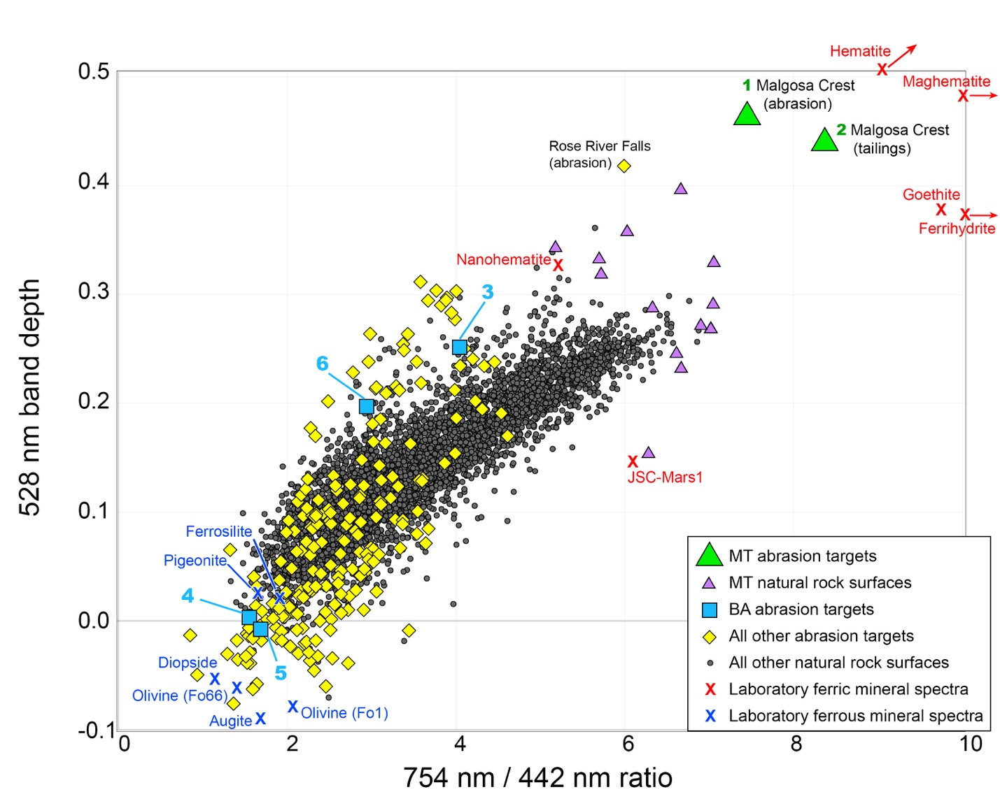 Hematite
0.5
Maghematite
1 Malgosa Crest
(abrasion)
2 Malgosa Crest
(tailings)
Rose River Falls
(abrasion)
0.4
Goethite
Ferrihydrite
Nanohematite
0.3
3
6
0.2
JSC-Mars1
0.1
Ferrosilite
Pigeonite
4
0.0
5
Diopside
Olivine (Fo66)
Augite
Olivine (Fo1)
-0.1
528 nm band depth
MT abrasion targets
MT natural rock surfaces
BA abrasion targets
All other abrasion targets
All other natural rock surfaces
X Laboratory ferric mineral spectra
X Laboratory ferrous mineral spectra
0 2 4 6 8 10
754 nm / 442 nm ratio